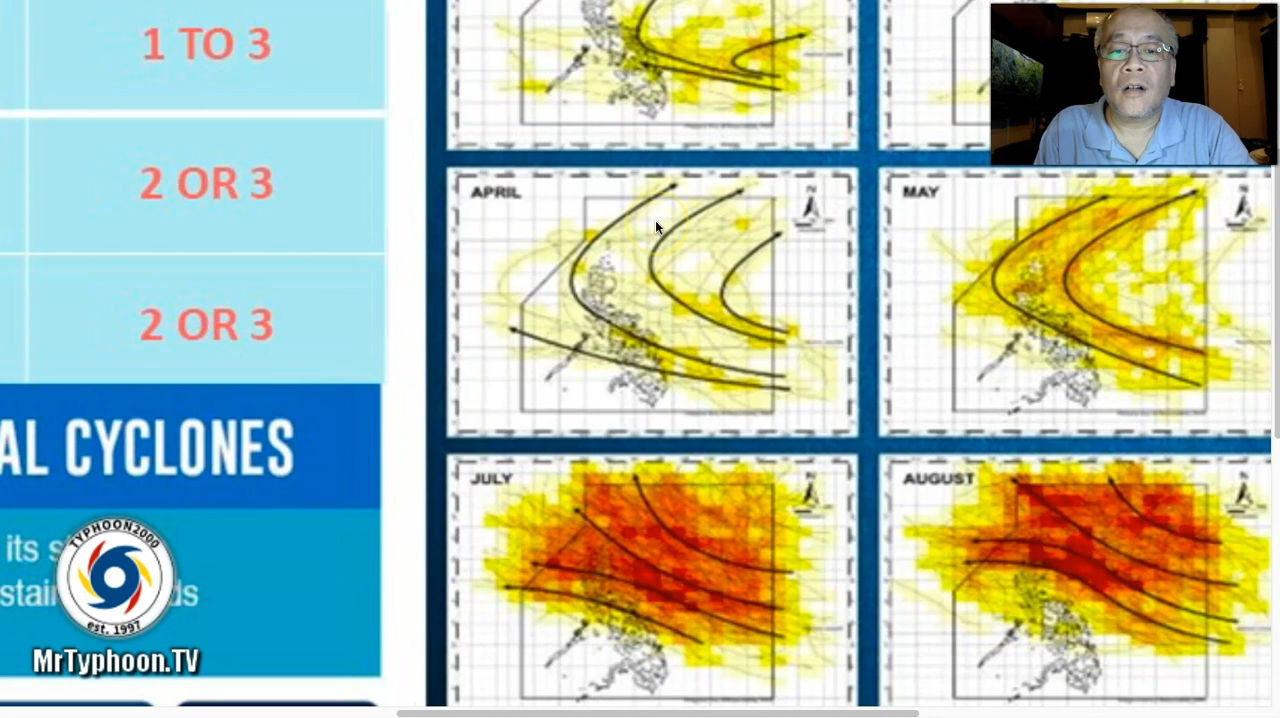 1 TO 3
2 OR 3
2 OR 3
AL CYCLONES
its s
stain
ds
TYPHOON2000
est. 1997
MrTyphoon.TV
APRIL
N
MAY
N
JULY
N
AUGUST
N